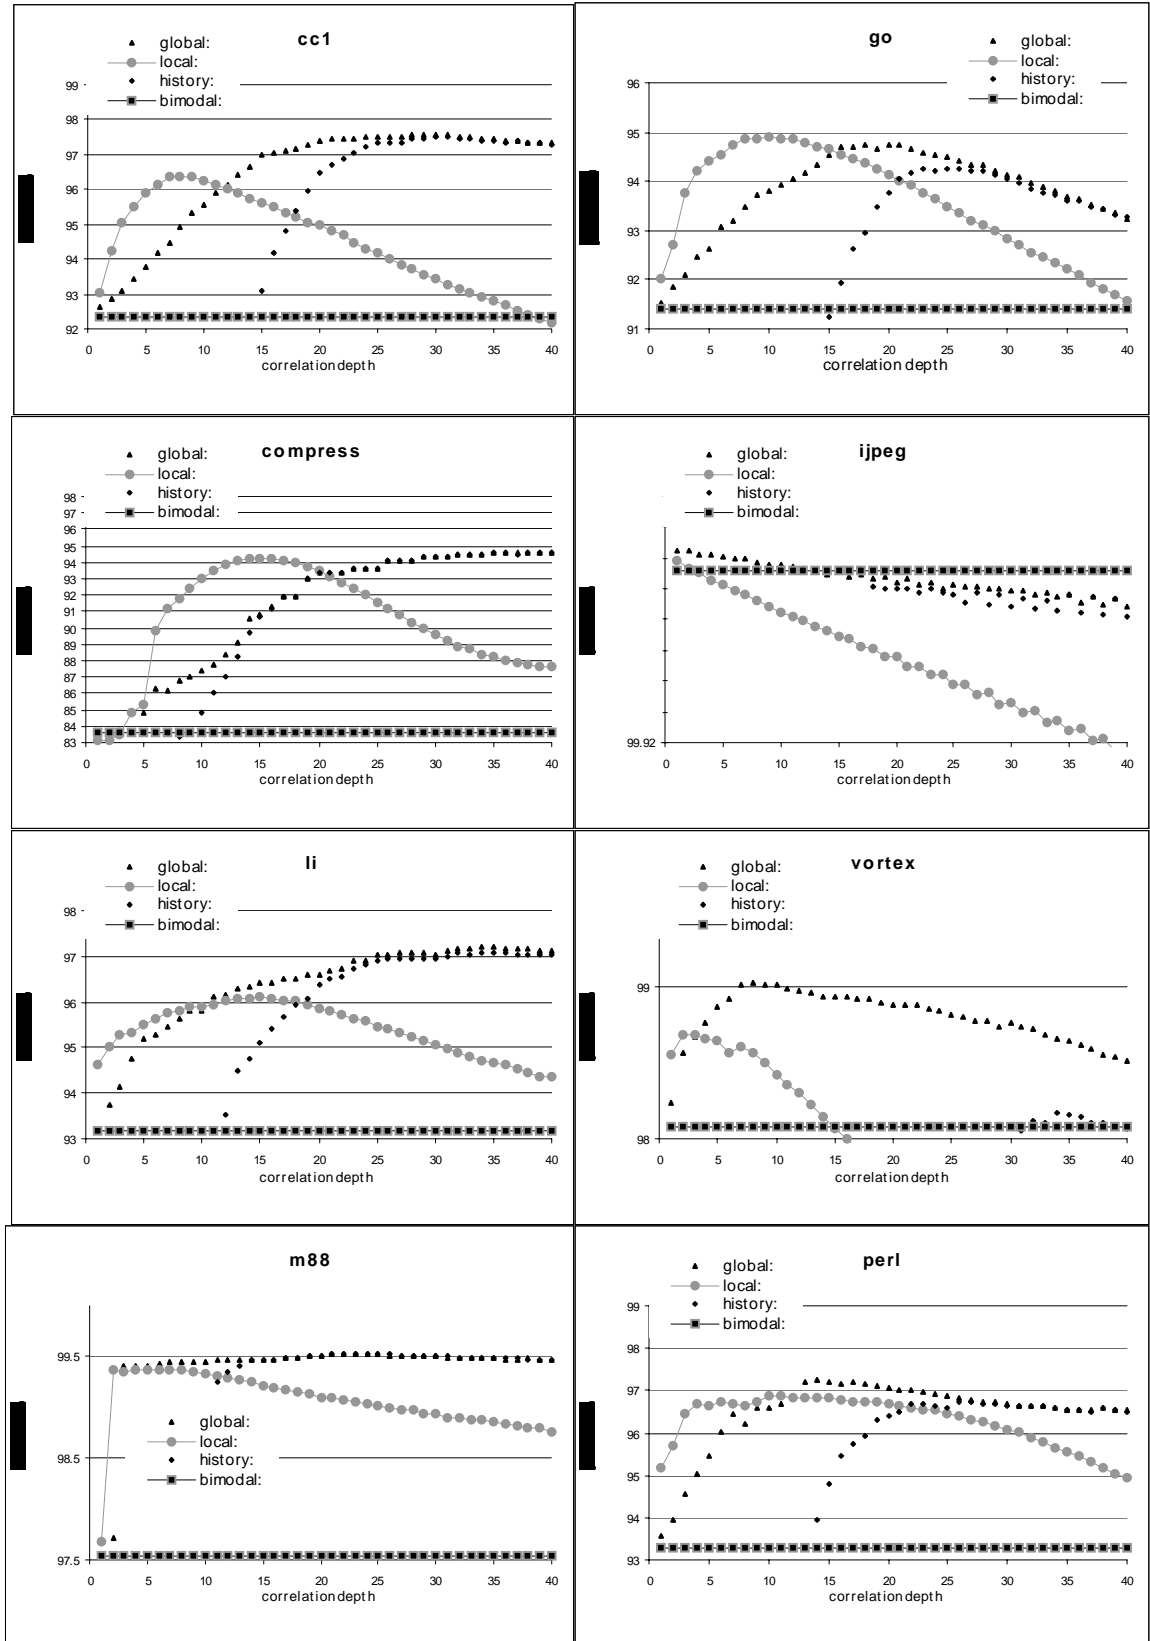 cc1
global:
local:
history:
bimodal:
99
98
97
96
95
94
93
92
0 5 10 15 20 25 30 35 40
correlation depth
go
global:
local:
history:
bimodal:
96
95
94
93
92
91
0 5 10 15 20 25 30 35 40
correlation depth
compress
global:
local:
history:
bimodal:
98
97
96
95
94
93
92
91
90
89
88
87
86
85
84
83
0 5 10 15 20 25 30 35 40
correlation depth
ijpeg
global:
local:
history:
bimodal:
99.92
0 5 10 15 20 25 30 35 40
correlation depth
li
global:
local:
history:
bimodal:
98
97
96
95
94
93
0 5 10 15 20 25 30 35 40
correlation depth
vortex
global:
local:
history:
bimodal:
99
98
0 5 10 15 20 25 30 35 40
correlation depth
m88
99.5
global:
local:
98.5
history:
bimodal:
97.5
0 5 10 15 20 25 30 35 40
correlation depth
perl
global:
local:
history:
bimodal:
99
98
97
96
95
94
93
0 5 10 15 20 25 30 35 40
correlation depth